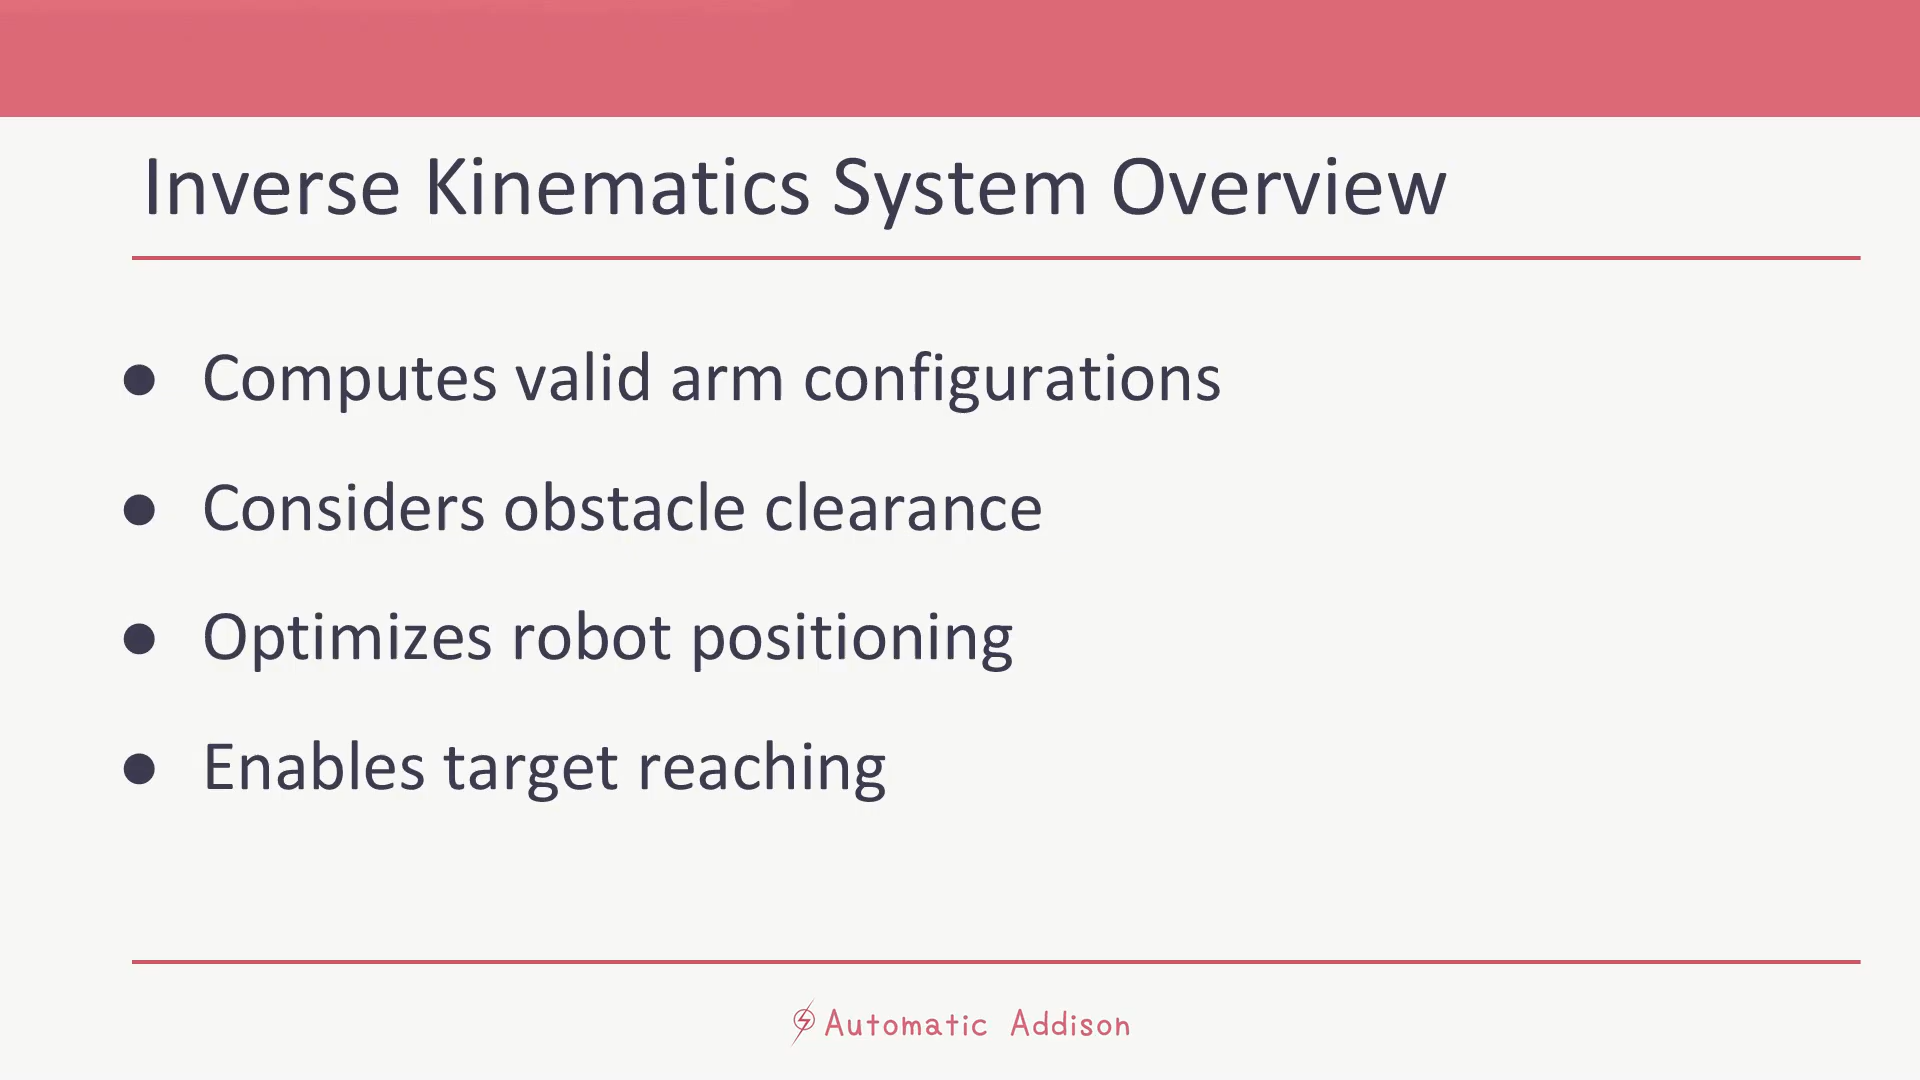 Inverse Kinematics System Overview
● Computes valid arm configurations
● Considers obstacle clearance
● Optimizes robot positioning
● Enables target reaching
Automatic Addison